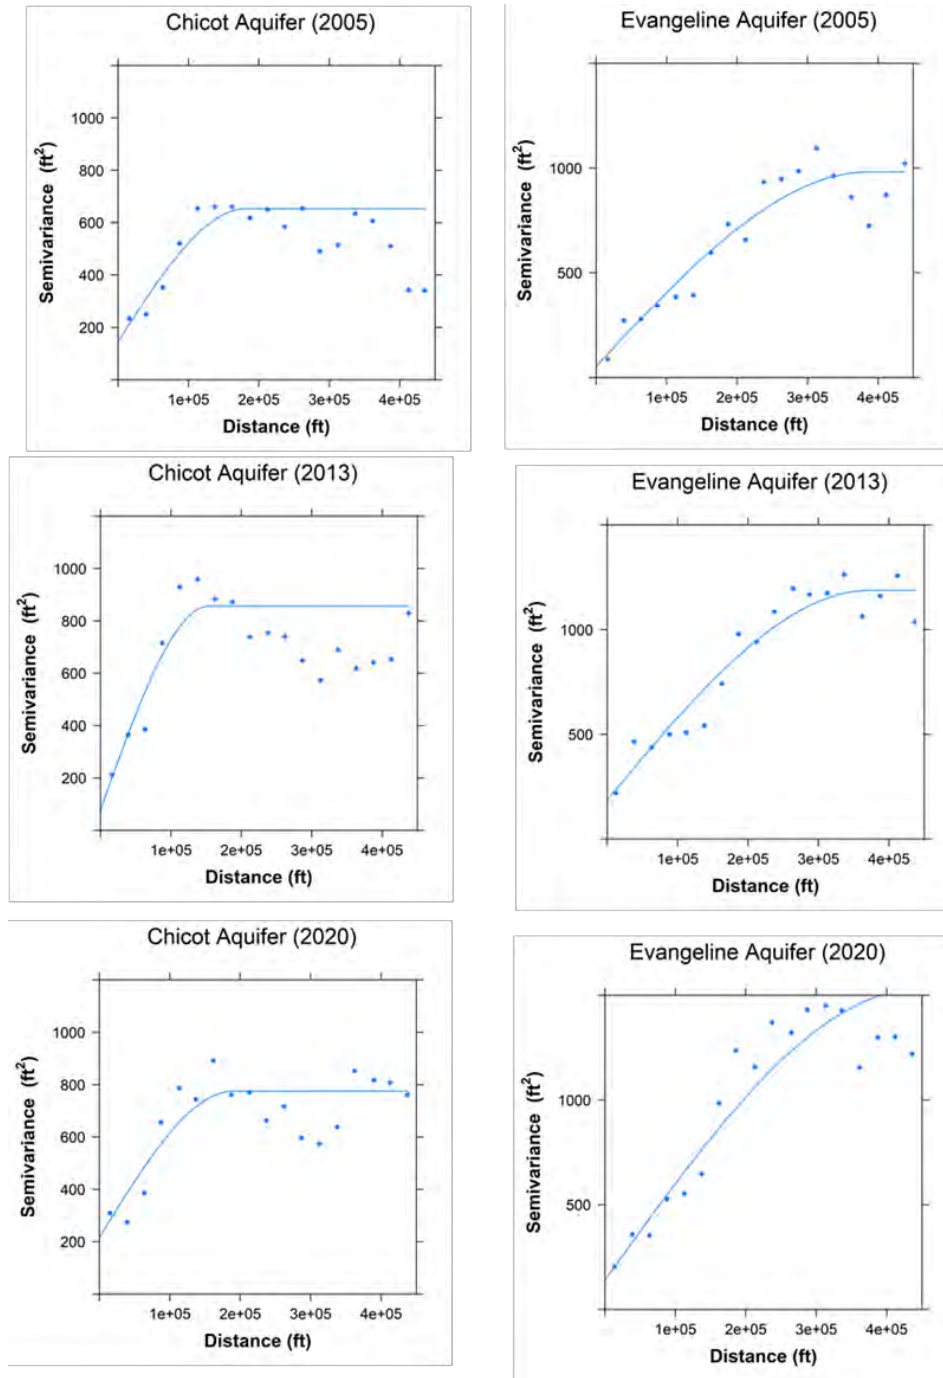 Chicot Aquifer (2005)
Semivariance (ft²)
1000
800
600
400
200
1e+05 2e+05 3e+05 4e+05
Distance (ft)
Evangeline Aquifer (2005)
Semivariance (ft²)
1000
500
1e+05 2e+05 3e+05 4e+05
Distance (ft)
Chicot Aquifer (2013)
Semivariance (ft²)
1000
800
600
400
200
1e+05 2e+05 3e+05 4e+05
Distance (ft)
Evangeline Aquifer (2013)
Semivariance (ft²)
1000
500
1e+05 2e+05 3e+05 4e+05
Distance (ft)
Chicot Aquifer (2020)
Semivariance (ft²)
1000
800
600
400
200
1e+05 2e+05 3e+05 4e+05
Distance (ft)
Evangeline Aquifer (2020)
Semivariance (ft²)
1000
500
1e+05 2e+05 3e+05 4e+05
Distance (ft)